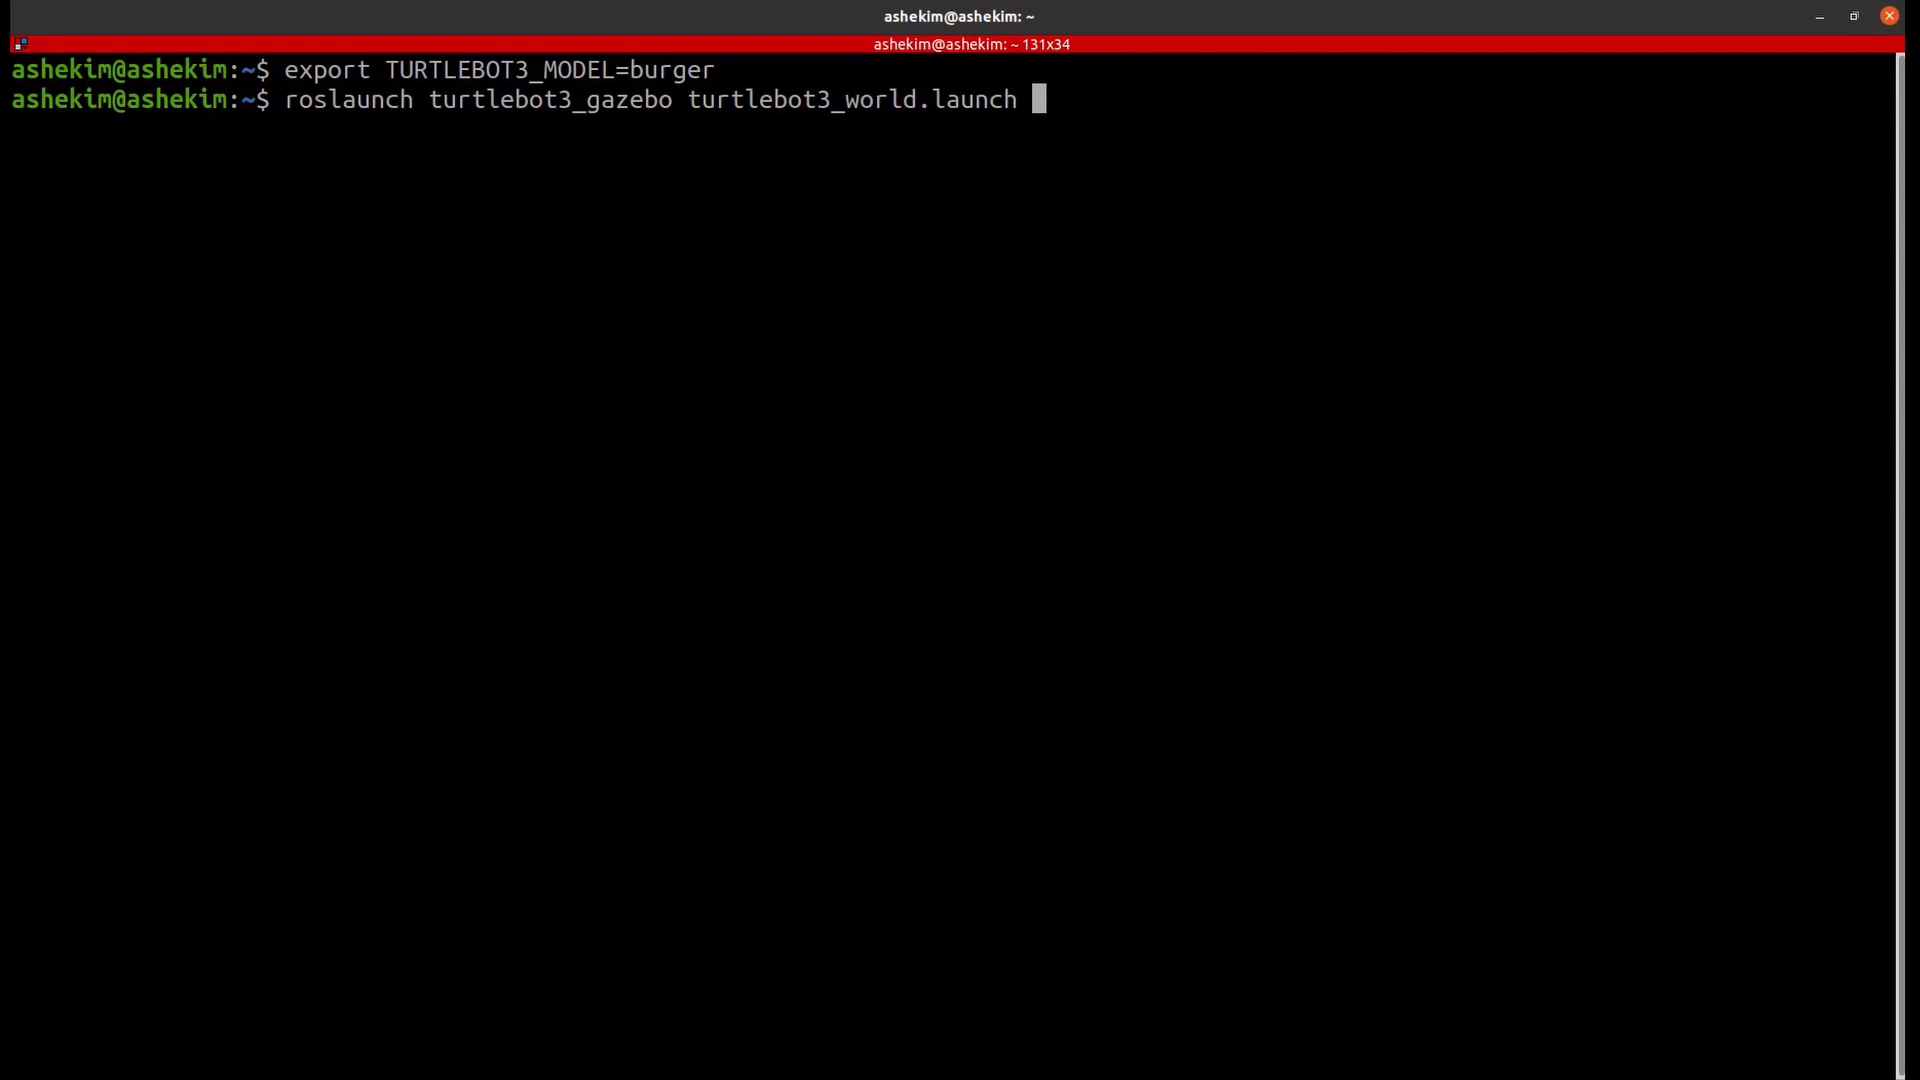 ashekim@ashekim: ~
ashekim@ashekim: ~ 131x34
ashekim@ashekim:~$ export TURTLEBOT3_MODEL=burger
ashekim@ashekim:~$ roslaunch turtlebot3_gazebo turtlebot3_world.launch